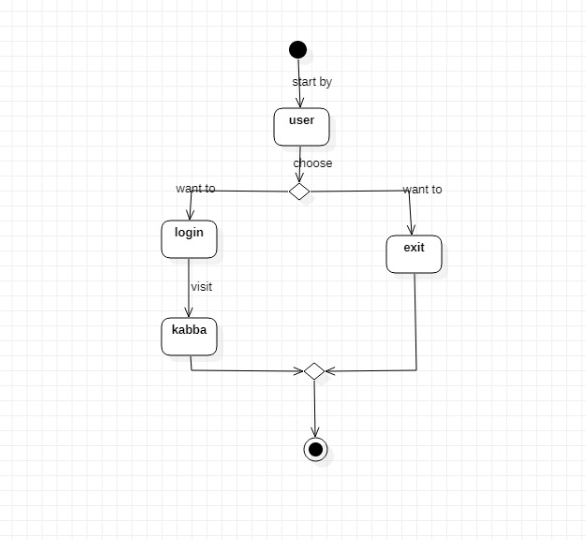 start by
user
choose
want to
want to
login
exit
visit
kabba